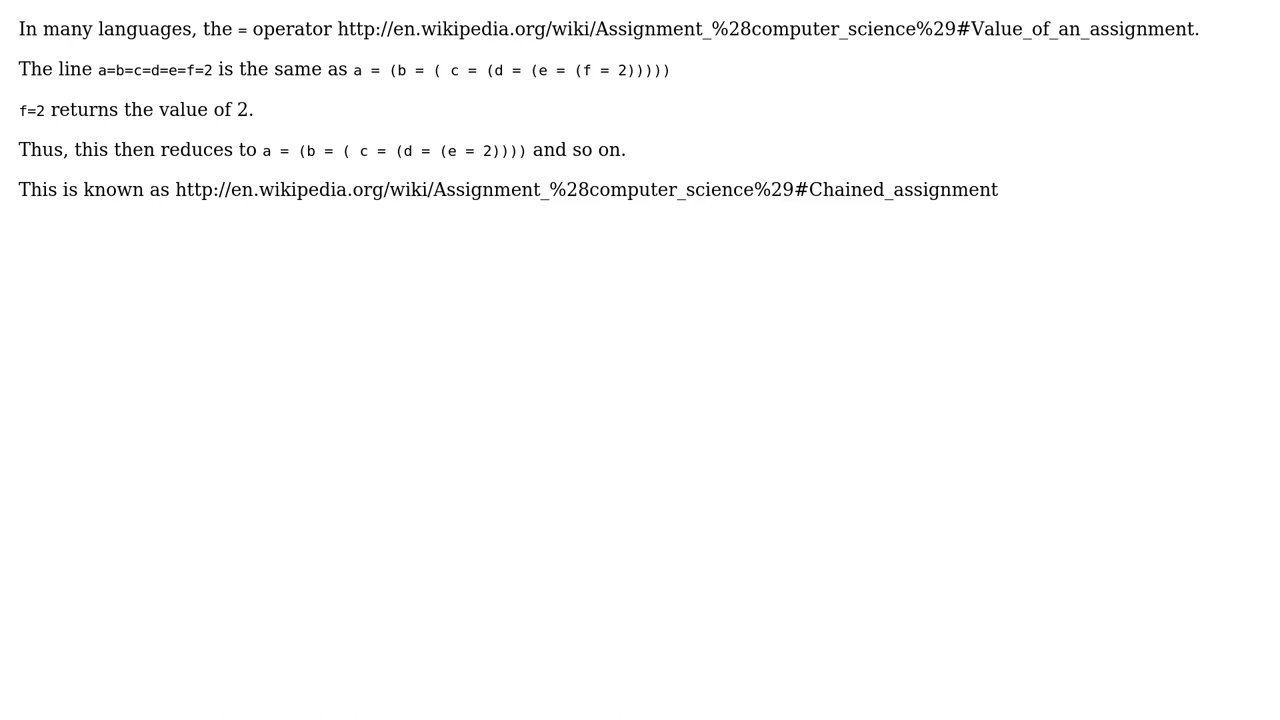 In many languages, the = operator http://en.wikipedia.org/wiki/Assignment_%28computer_science%29#Value_of_an_assignment.
The line a=b=c=d=e=f=2 is the same as a = (b = ( c = (d = (e = (f = 2)))))
f=2 returns the value of 2.
Thus, this then reduces to a = (b = ( c = (d = (e = 2)))) and so on.
This is known as http://en.wikipedia.org/wiki/Assignment_%28computer_science%29#Chained_assignment